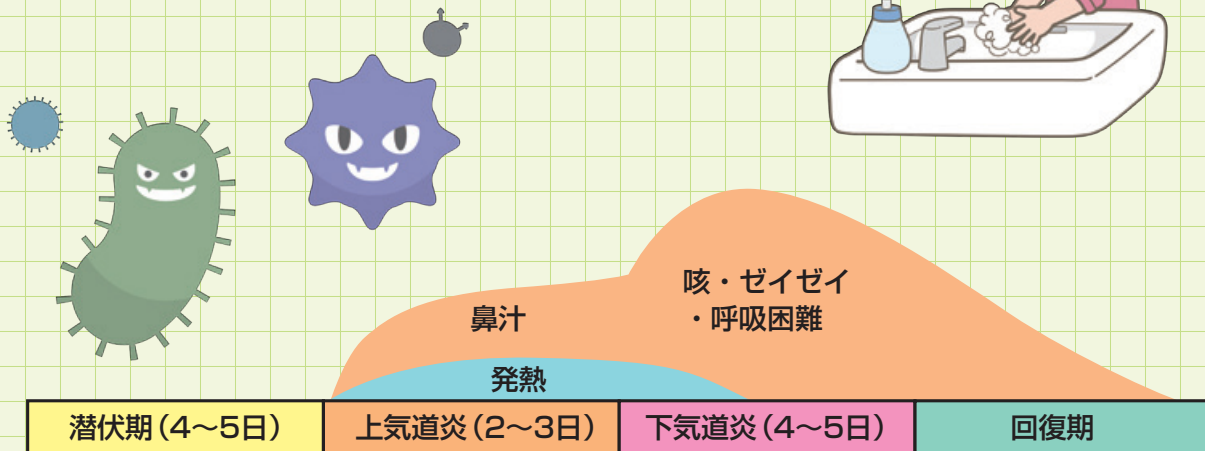 咳・ゼイゼイ
・呼吸困難
鼻汁
発熱
潜伏期（4～5日）
上気道炎（2～3日）
下気道炎（4～5日）
回復期